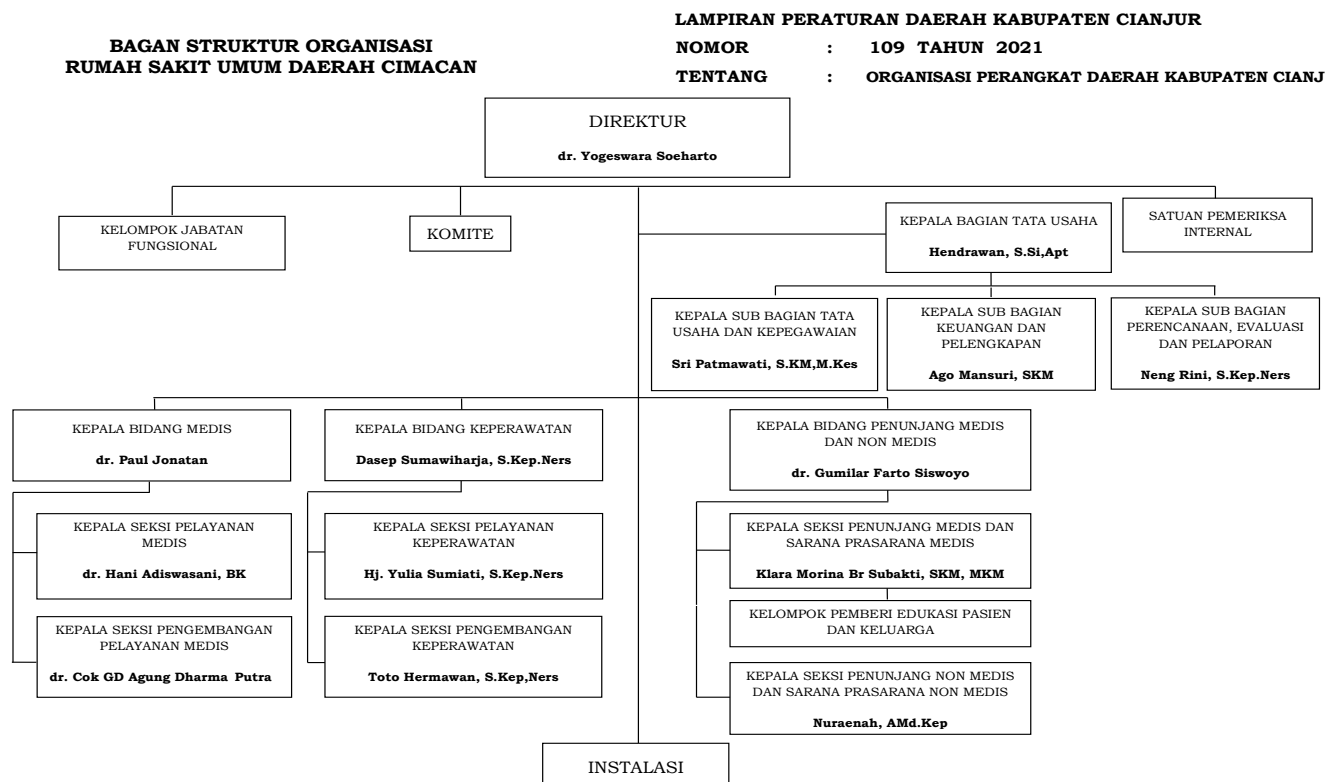 LAMPIRAN PERATURAN DAERAH KABUPATEN CIANJUR
BAGAN STRUKTUR ORGANISASI
RUMAH SAKIT UMUM DAERAH CIMACAN
NOMOR : 109 TAHUN 2021
TENTANG : ORGANISASI PERANGKAT DAERAH KABUPATEN CIANJ
DIREKTUR
dr. Yogeswara Soeharto
KELOMPOK JABATAN
FUNGSIONAL
KOMITE
KEPALA BAGIAN TATA USAHA
Hendrawan, S.Si,Apt
SATUAN PEMERIKSA
INTERNAL
KEPALA SUB BAGIAN TATA
USAHA DAN KEPEGAWAIAN
Sri Patmawati, S.KM,M.Kes
KEPALA SUB BAGIAN
KEUANGAN DAN
PELENGKAPAN
Ago Mansuri, SKM
KEPALA SUB BAGIAN
PERENCANAAN, EVALUASI
DAN PELAPORAN
Neng Rini, S.Kep.Ners
KEPALA BIDANG MEDIS
dr. Paul Jonatan
KEPALA BIDANG KEPERAWATAN
Dasep Sumawiharja, S.Kep.Ners
KEPALA BIDANG PENUNJANG MEDIS
DAN NON MEDIS
dr. Gumilar Farto Siswoyo
KEPALA SEKSI PELAYANAN
MEDIS
dr. Hani Adiswasani, BK
KEPALA SEKSI PELAYANAN
KEPERAWATAN
Hj. Yulia Sumiati, S.Kep.Ners
KEPALA SEKSI PENUNJANG MEDIS DAN
SARANA PRASARANA MEDIS
Klara Morina Br Subakti, SKM, MKM
KELOMPOK PEMBERI EDUKASI PASIEN
DAN KELUARGA
KEPALA SEKSI PENGEMBANGAN
PELAYANAN MEDIS
dr. Cok GD Agung Dharma Putra
KEPALA SEKSI PENGEMBANGAN
KEPERAWATAN
Toto Hermawan, S.Kep,Ners
KEPALA SEKSI PENUNJANG NON MEDIS
DAN SARANA PRASARANA NON MEDIS
Nuraenah, AMd.Kep
INSTALASI